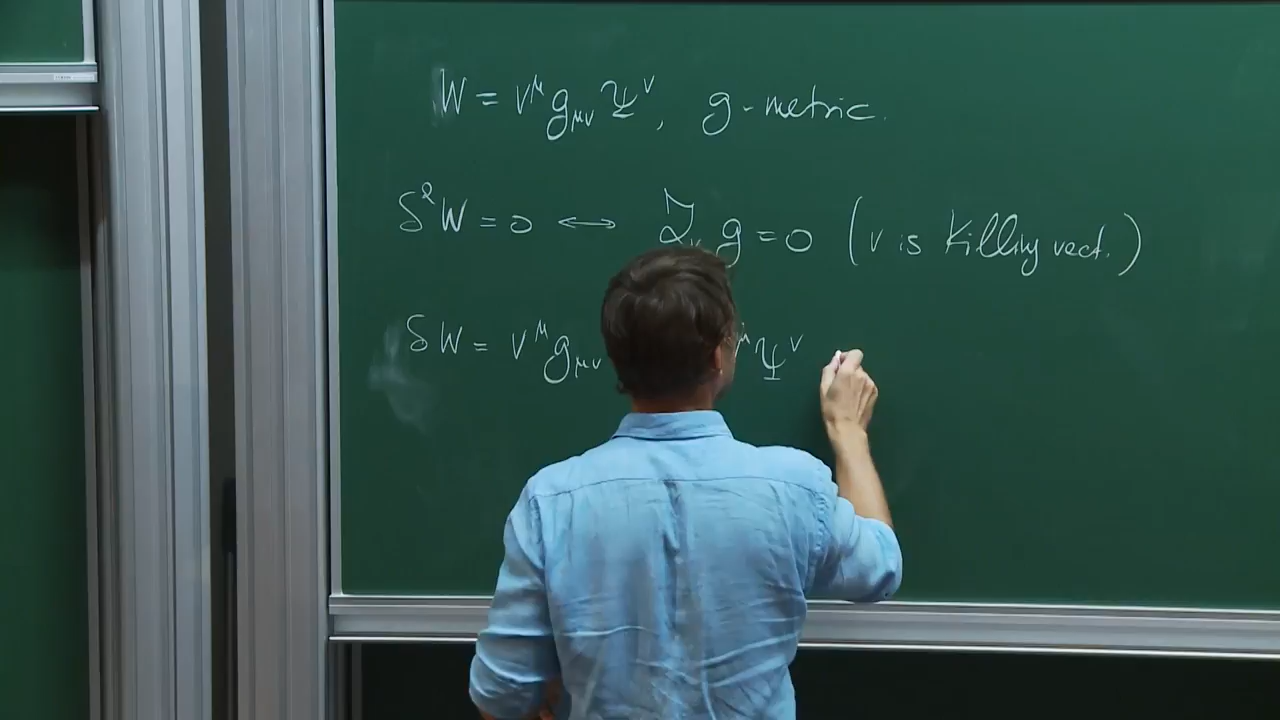 W = v^μ g_μν Ψ^ν, g-metric.
δ²W = 0 ↔ ℒ_v g = 0 (v is Killing vect.)
δW = v^μ g_μν ^μ Ψ^ν